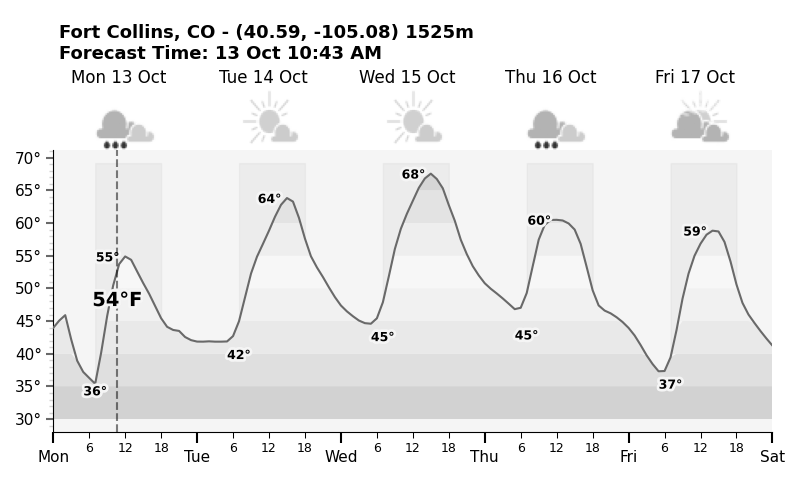 Fort Collins, CO - (40.59, -105.08) 1525m
Forecast Time: 13 Oct 10:43 AM
Mon 13 Oct Tue 14 Oct Wed 15 Oct Thu 16 Oct Fri 17 Oct
70°
68°
65°
64°
60° 60°
59°
55° 55°
50°
54°F
45°
45° 45°
40°
42°
35°
36° 37°
30°
6 12 18 6 12 18 6 12 18 6 12 18 6 12 18
Mon Tue Wed Thu Fri Sat